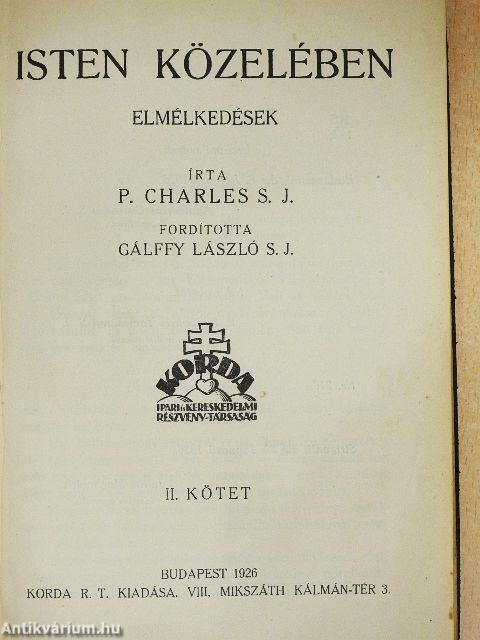 ISTEN KÖZELÉBEN
ELMÉLKEDÉSEK
ÍRTA
P. CHARLES S. J.
FORDÍTOTTA
GÁLFFY LÁSZLÓ S. J.
KORDA
IPARI és KERESKEDELMI
RÉSZVÉNY-TÁRSASÁG
II. KÖTET
BUDAPEST 1926
KORDA R. T. KIADÁSA. VIII, MIKSZÁTH KÁLMÁN-TÉR 3.
Antikvárium.hu